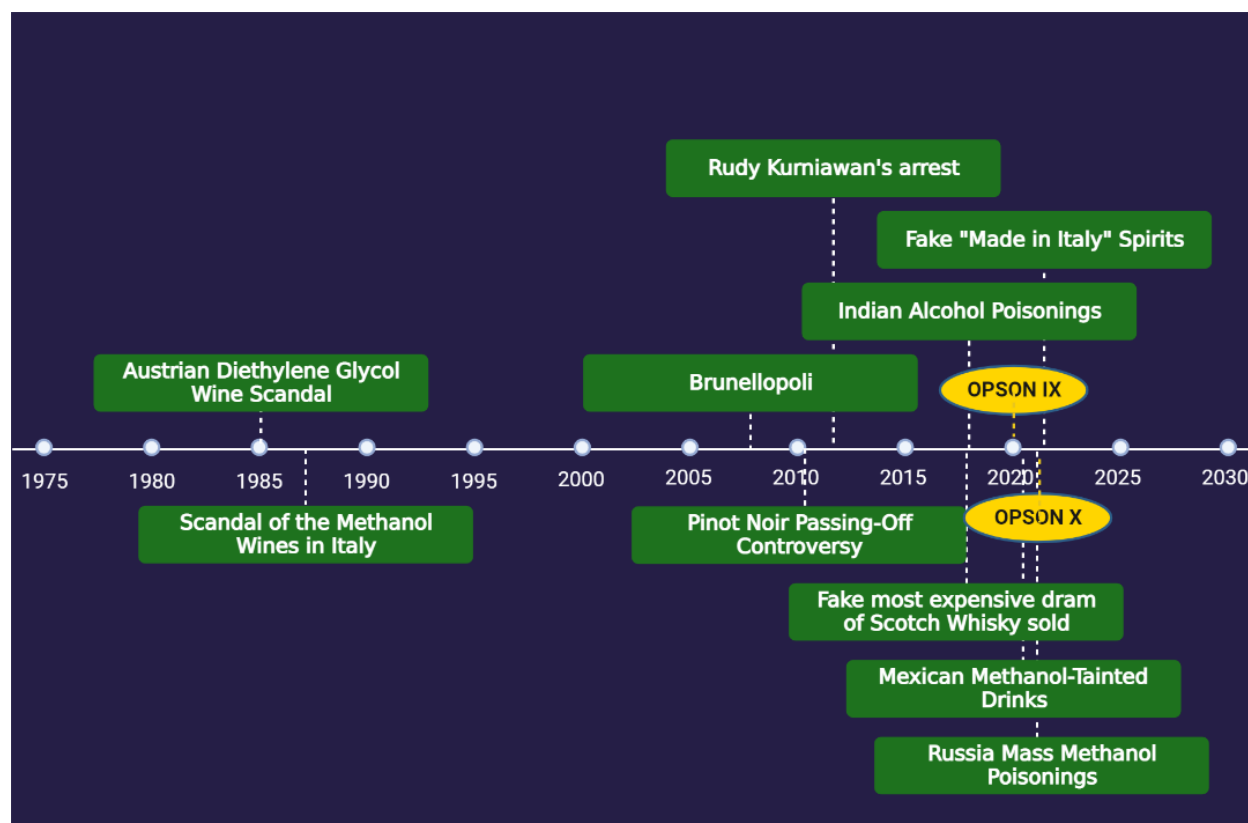 Rudy Kurniawan's arrest
Fake "Made in Italy" Spirits
Indian Alcohol Poisonings
Austrian Diethylene Glycol
Wine Scandal
Brunellopoli
OPSON IX
1975 1980 1985 1990 1995 2000 2005 2010 2015 2020 2025 2030
Scandal of the Methanol
Wines in Italy
Pinot Noir Passing-Off
Controversy
OPSON X
Fake most expensive dram
of Scotch Whisky sold
Mexican Methanol-Tainted
Drinks
Russia Mass Methanol
Poisonings